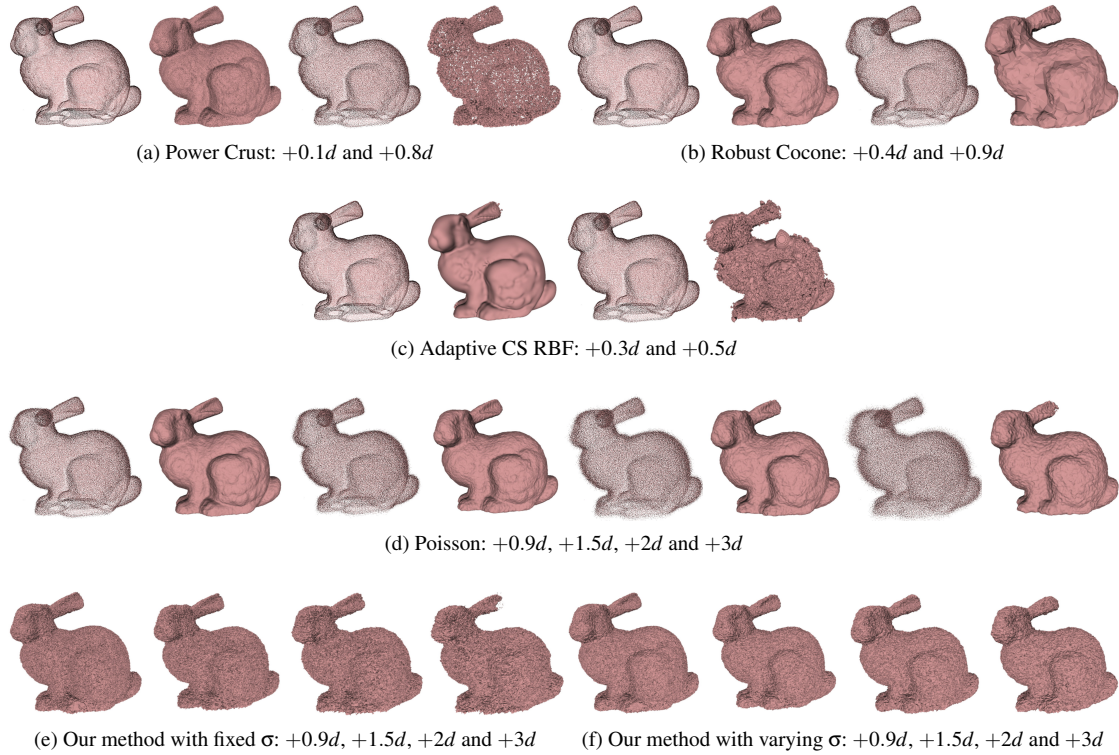 (a) Power Crust: +0.1d and +0.8d
(b) Robust Cocone: +0.4d and +0.9d
(c) Adaptive CS RBF: +0.3d and +0.5d
(d) Poisson: +0.9d, +1.5d, +2d and +3d
(e) Our method with fixed σ: +0.9d, +1.5d, +2d and +3d
(f) Our method with varying σ: +0.9d, +1.5d, +2d and +3d